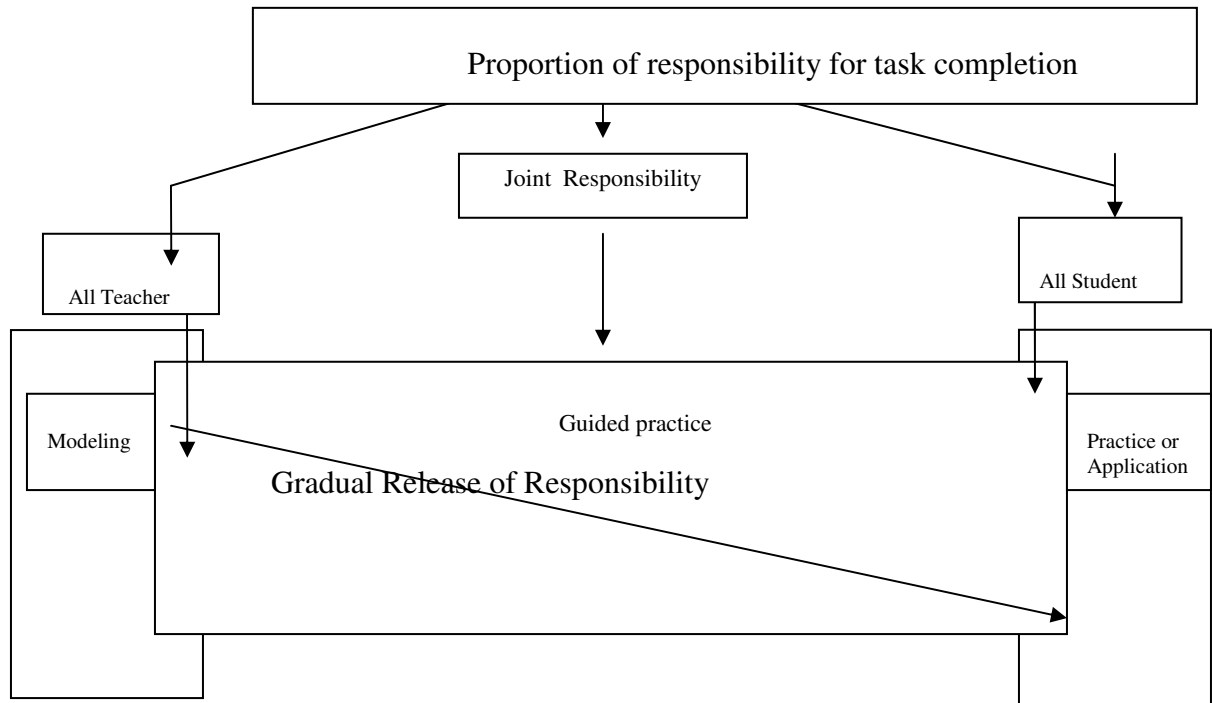 Proportion of responsibility for task completion
Joint Responsibility
All Teacher
All Student
Guided practice
Modeling
Practice or
Application
Gradual Release of Responsibility